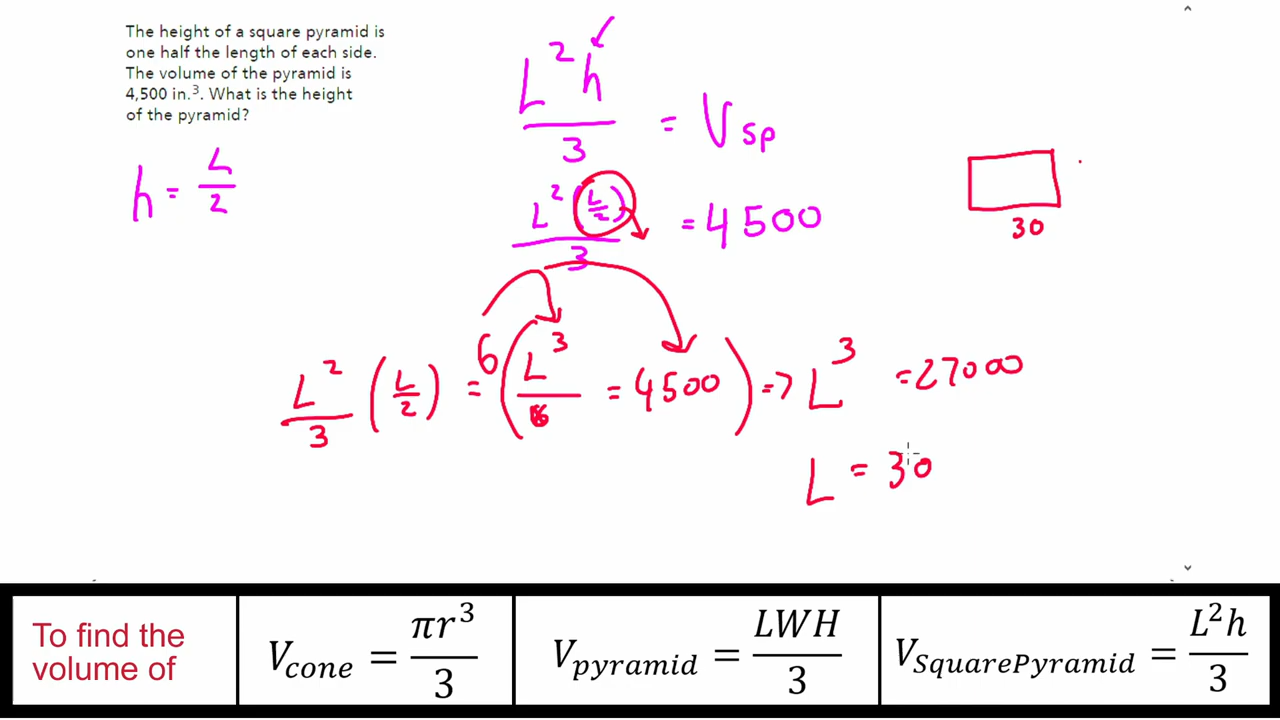 The height of a square pyramid is
one half the length of each side.
The volume of the pyramid is
4,500 in.³. What is the height
of the pyramid?
h = L/2
L²h/3 = V_sp
L²(L/2)/3 = 4500
30
L²/3 (L/2) = 6(L³/6 = 4500) => L³ = 27000
L = 30
To find the
volume of
V_cone = πr³/3
V_pyramid = LWH/3
V_SquarePyramid = L²h/3